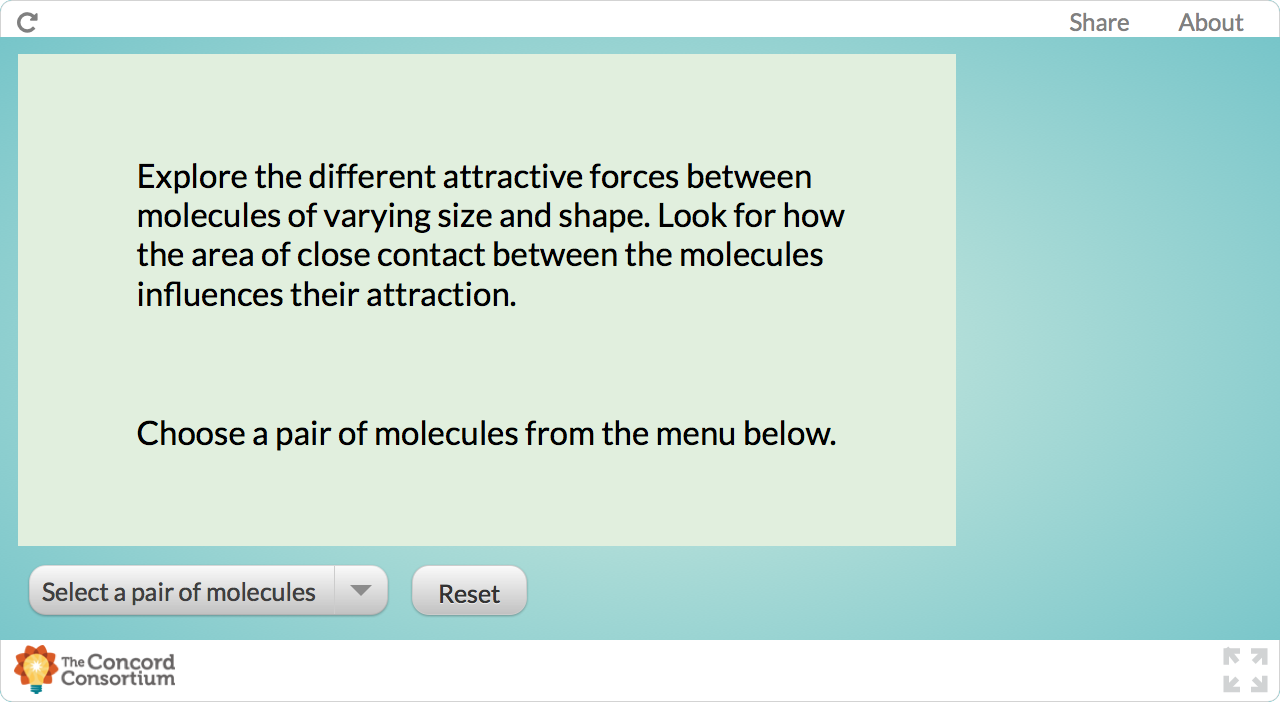 Share About
Explore the different attractive forces between
molecules of varying size and shape. Look for how
the area of close contact between the molecules
influences their attraction.
Choose a pair of molecules from the menu below.
Select a pair of molecules
Reset
The Concord
Consortium